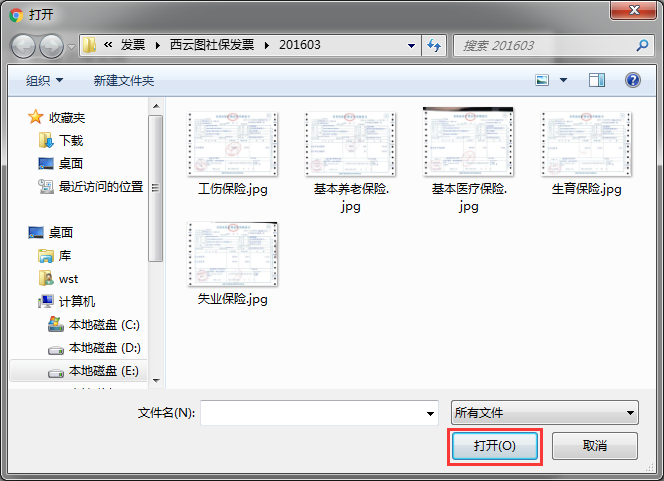 打开
« 发票 西云图社保发票 201603
搜索 201603
组织
新建文件夹
收藏夹
下载
桌面
最近访问的位置
桌面
库
wst
计算机
本地磁盘 (C:)
本地磁盘 (D:)
本地磁盘 (E:)
工伤保险.jpg
基本养老保险.
jpg
基本医疗保险.
jpg
生育保险.jpg
失业保险.jpg
文件名(N):
所有文件
打开(O)
取消